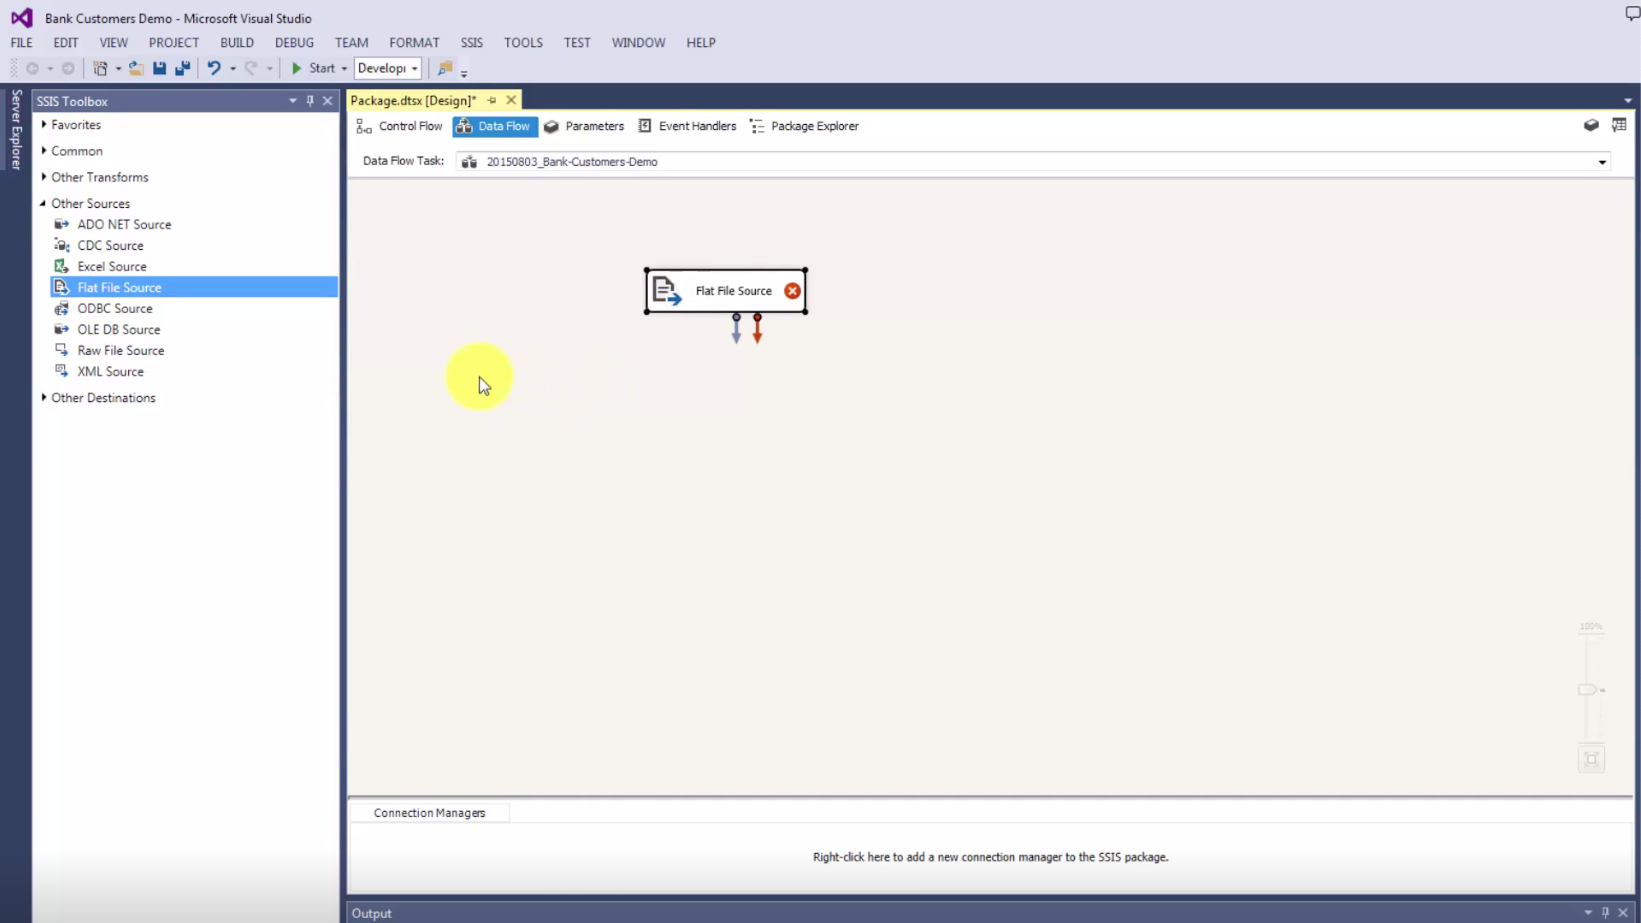 Bank Customers Demo - Microsoft Visual Studio
FILE EDIT VIEW PROJECT BUILD DEBUG TEAM FORMAT SSIS TOOLS TEST WINDOW HELP
Start Developi
Server Explorer
SSIS Toolbox
Favorites
Common
Other Transforms
Other Sources
ADO NET Source
CDC Source
Excel Source
Flat File Source
ODBC Source
OLE DB Source
Raw File Source
XML Source
Other Destinations
Package.dtsx [Design]*
Control Flow Data Flow Parameters Event Handlers Package Explorer
Data Flow Task: 20150803_Bank-Customers-Demo
Flat File Source
100%
Connection Managers
Right-click here to add a new connection manager to the SSIS package.
Output